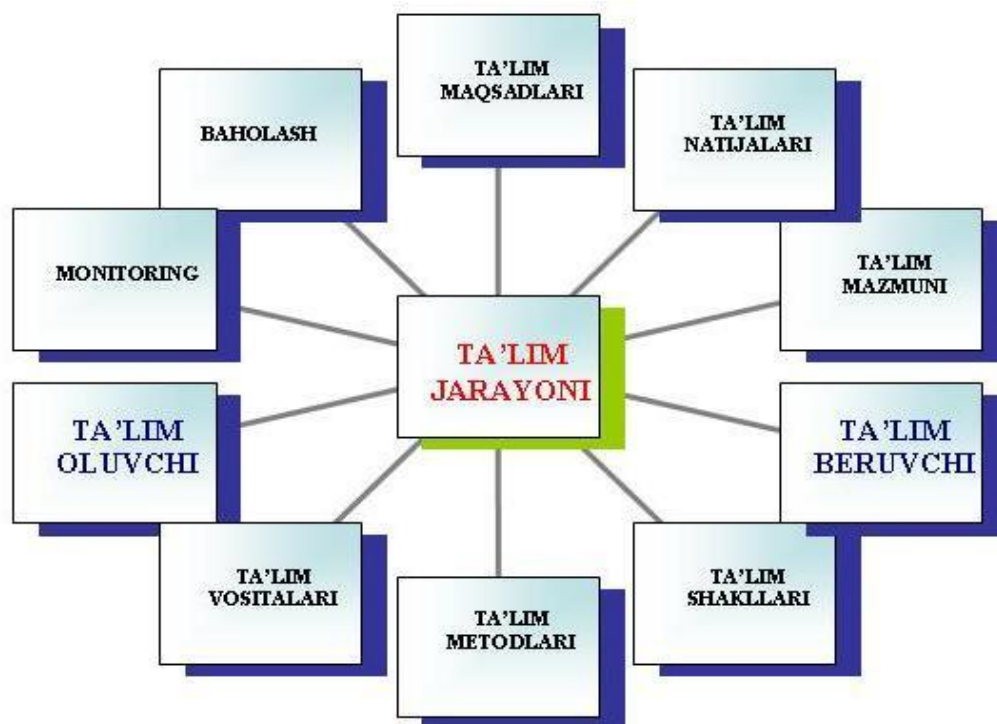 TA’LIM
MAQSADLARI
BAHOLASH
TA’LIM
NATIJALARI
MONITORING
TA’LIM
MAZMUNI
TA’LIM
JARAYONI
TA’LIM
OLUVCHI
TA’LIM
BERUVCHI
TA’LIM
VOSITALARI
TA’LIM
METODLARI
TA’LIM
SHAKLLARI